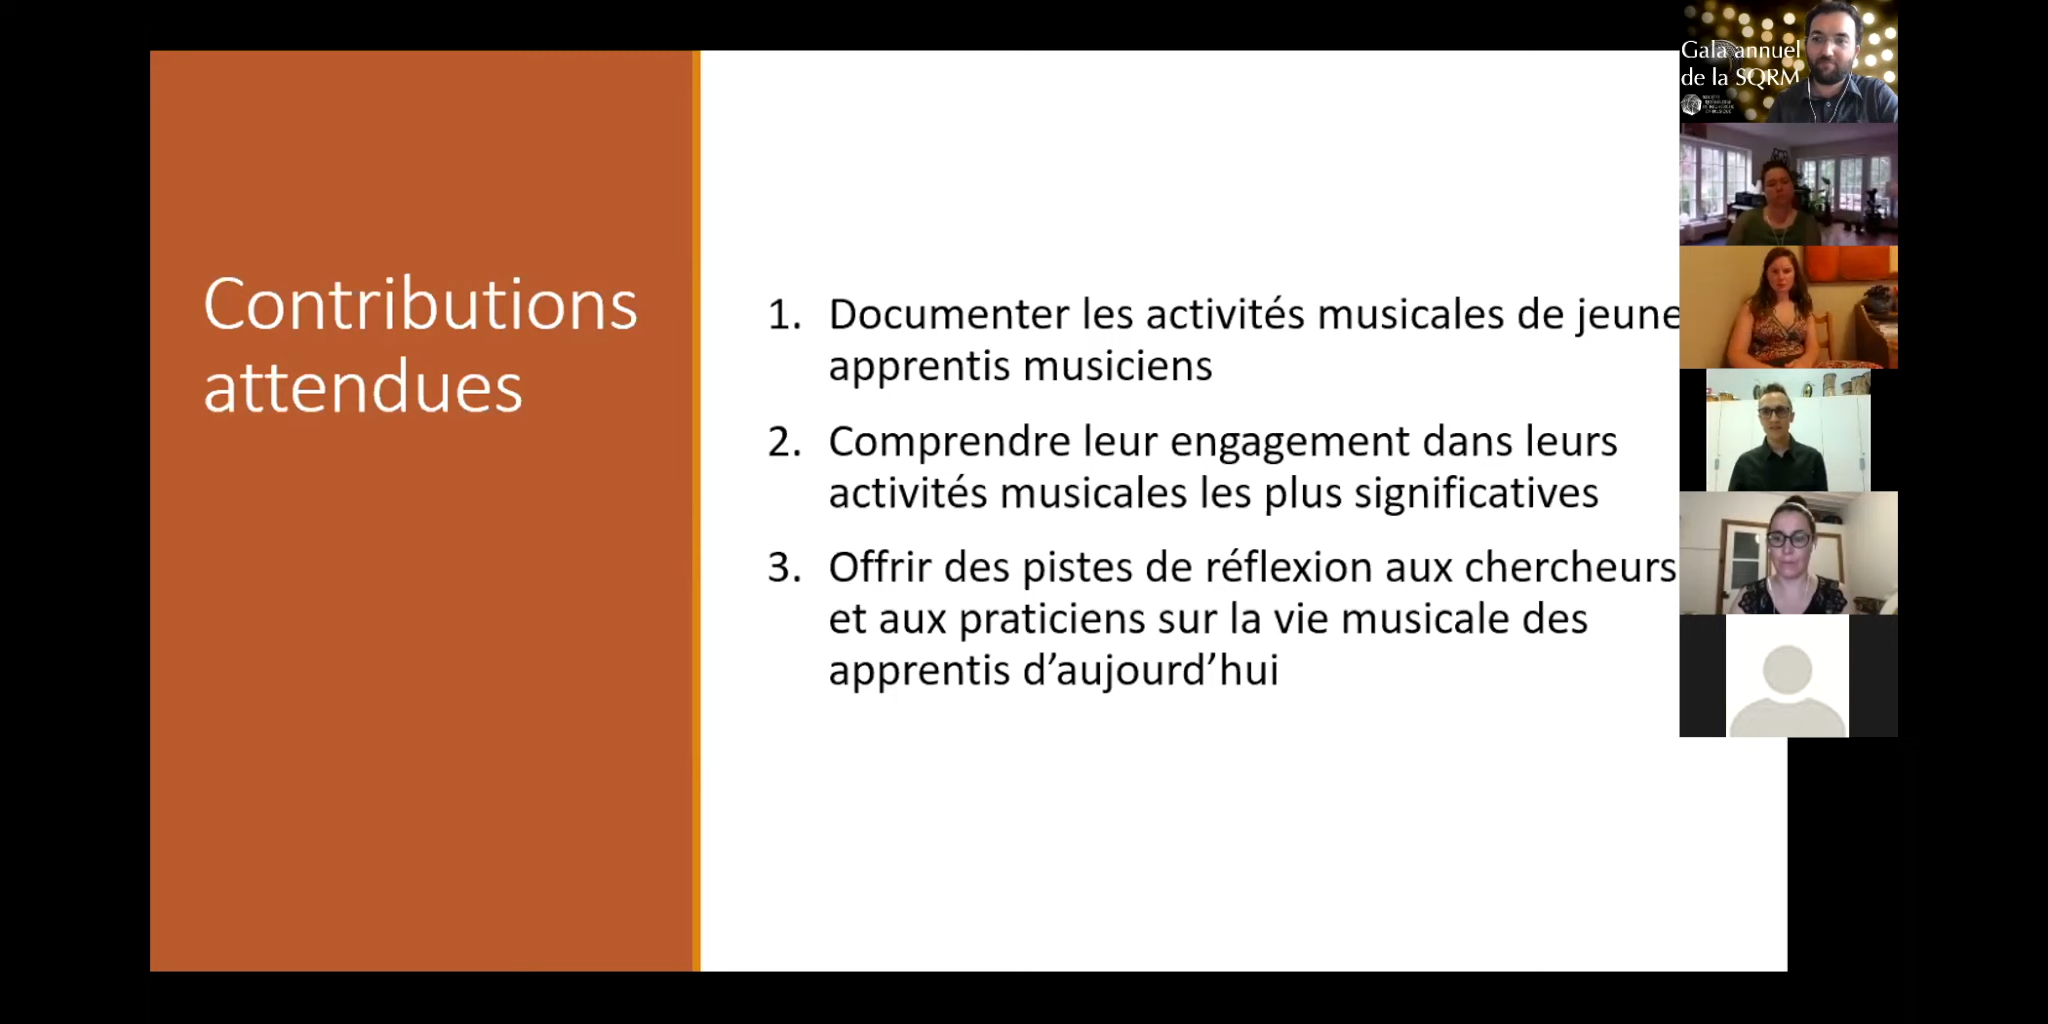 Contributions
attendues
1. Documenter les activités musicales de jeune
apprentis musiciens
2. Comprendre leur engagement dans leurs
activités musicales les plus significatives
3. Offrir des pistes de réflexion aux chercheurs
et aux praticiens sur la vie musicale des
apprentis d’aujourd’hui
Gala annuel
de la SQRM